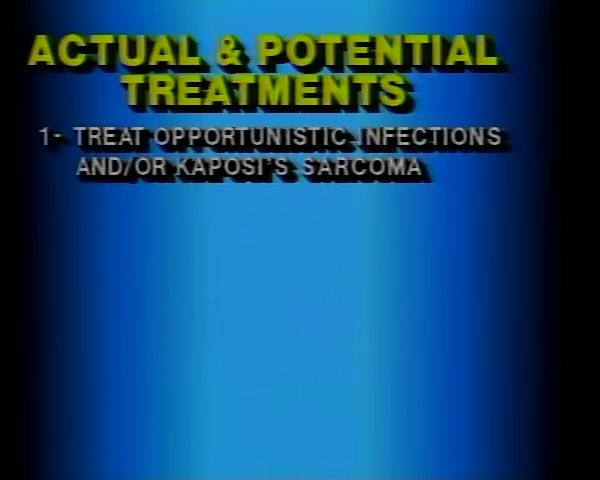 ACTUAL & POTENTIAL
TREATMENTS
1- TREAT OPPORTUNISTIC INFECTIONS
AND/OR KAPOSI'S SARCOMA